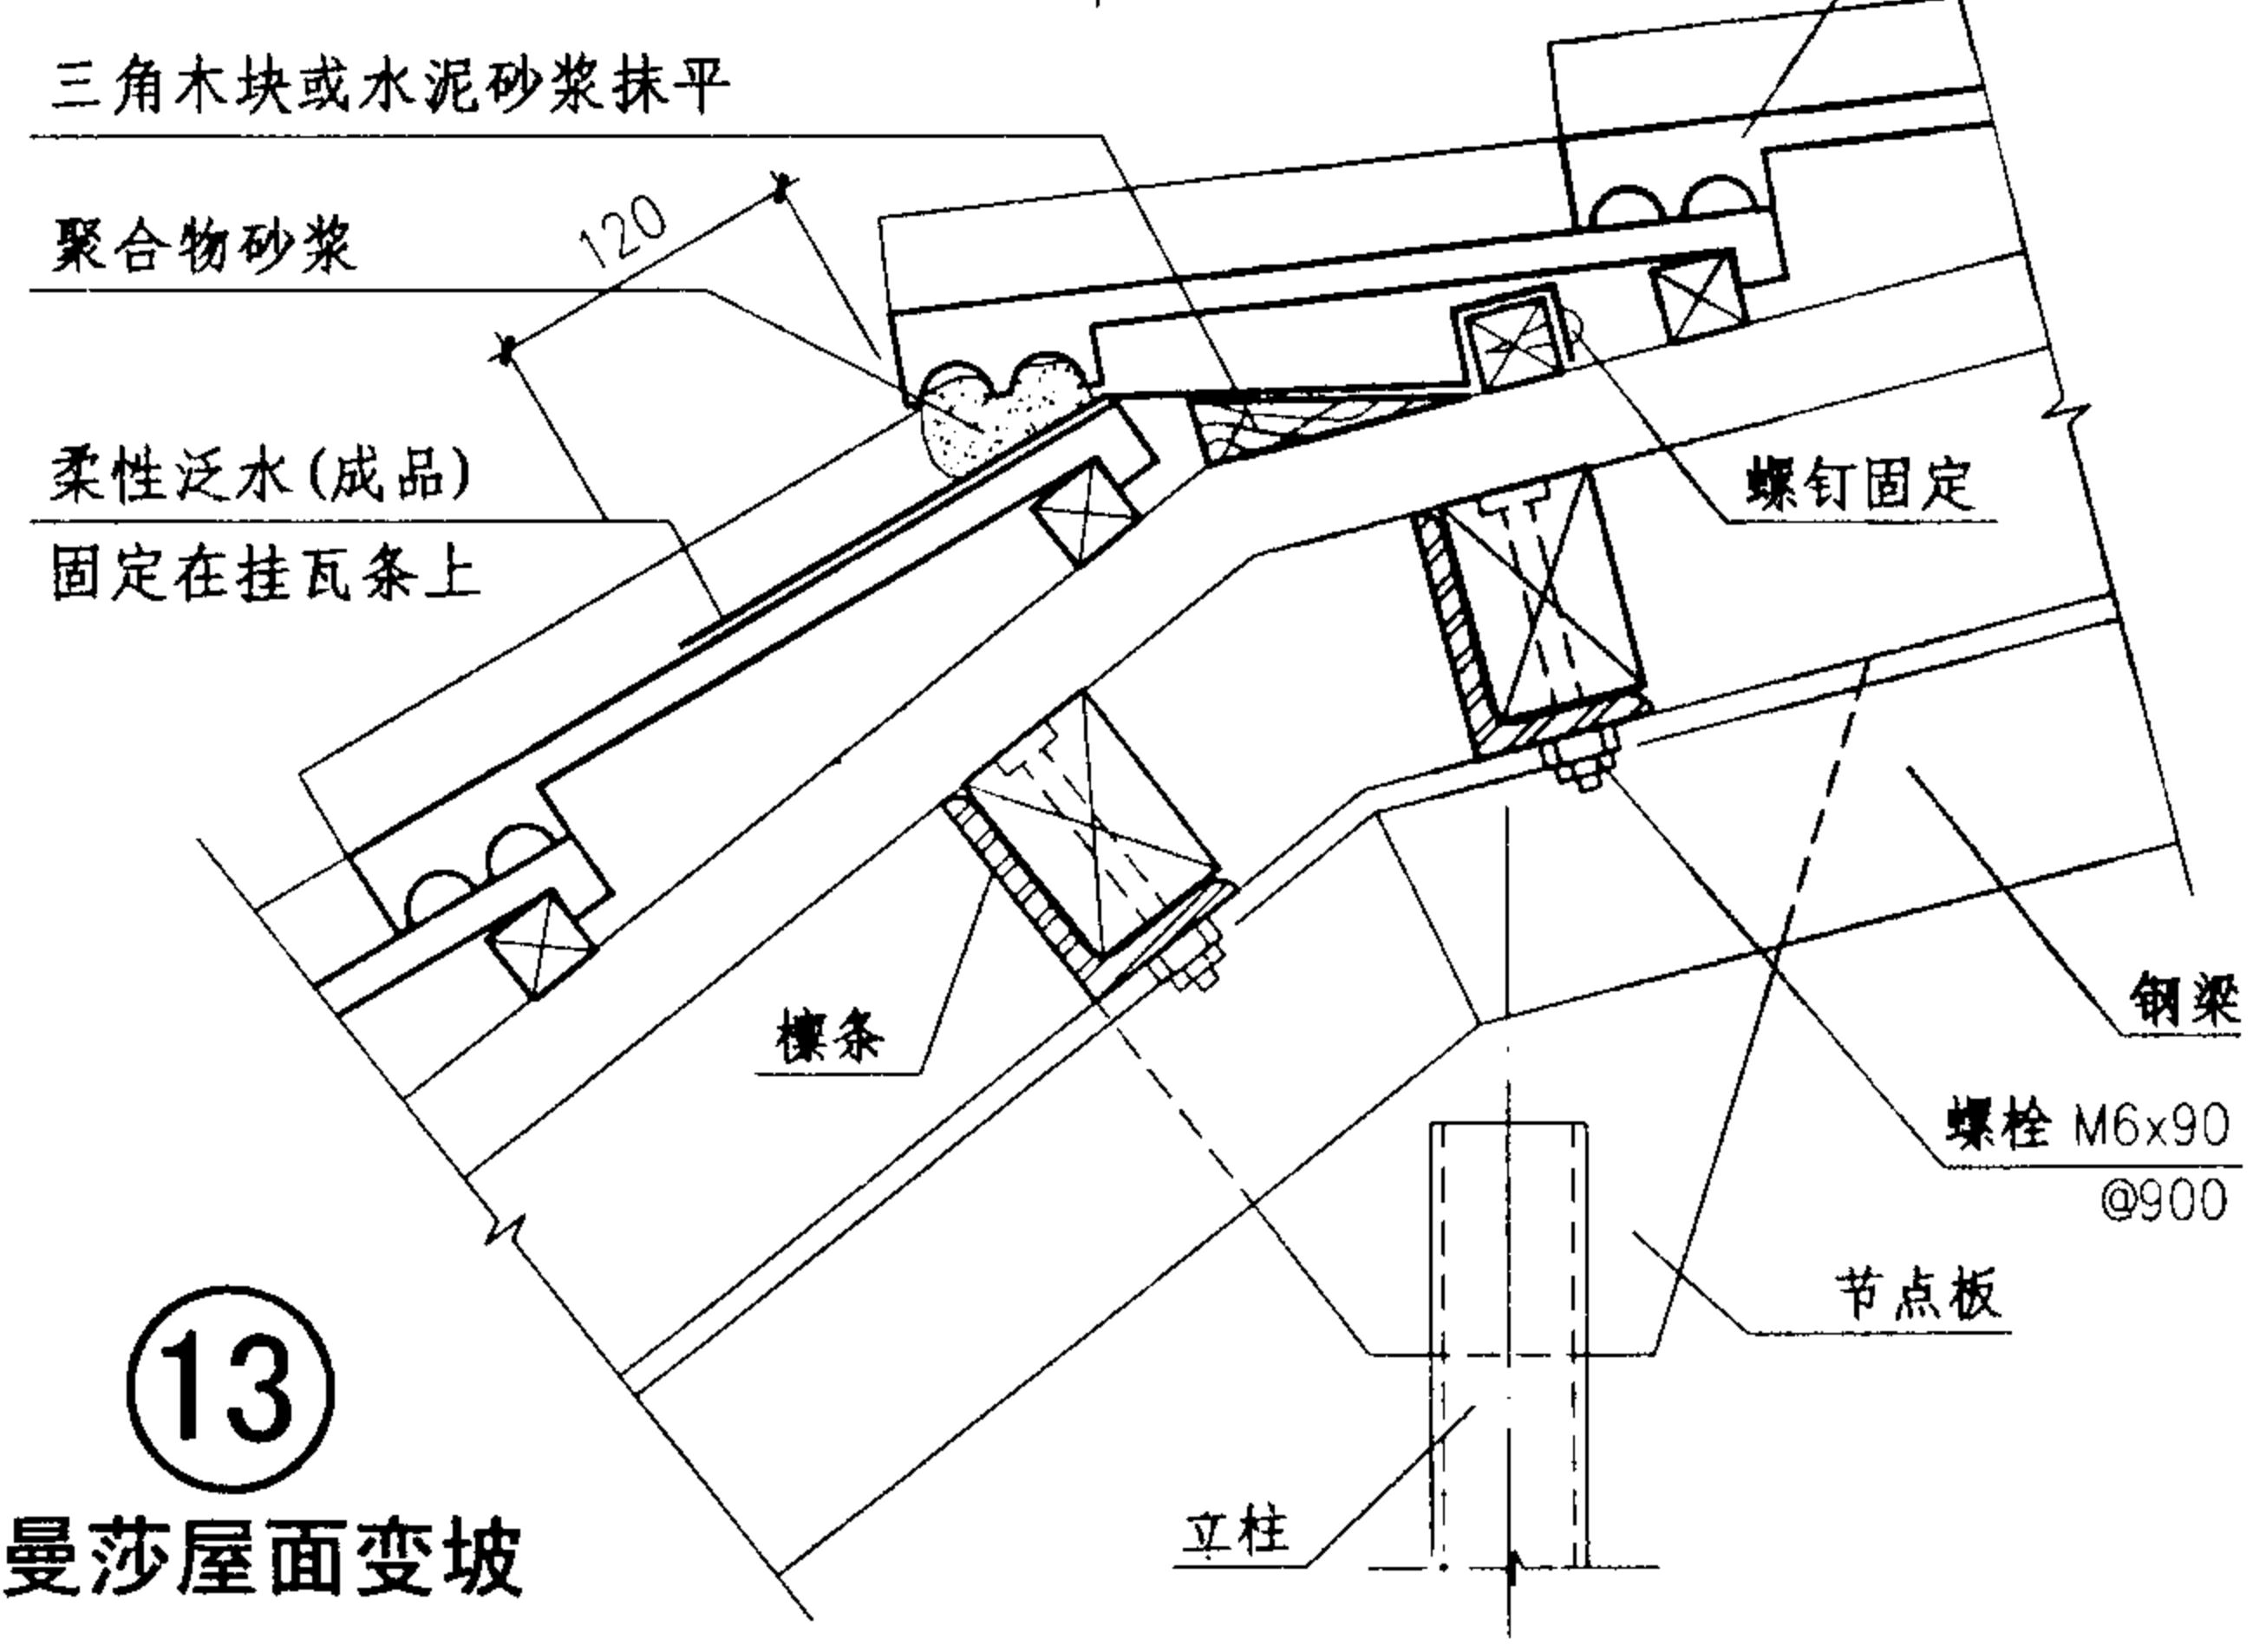 三角木块或水泥砂浆抹平
120
聚合物砂浆
柔性泛水(成品)
固定在挂瓦条上
螺钉固定
檩条
钢梁
螺栓 M6x90
@900
节点板
立柱
13
曼莎屋面变坡